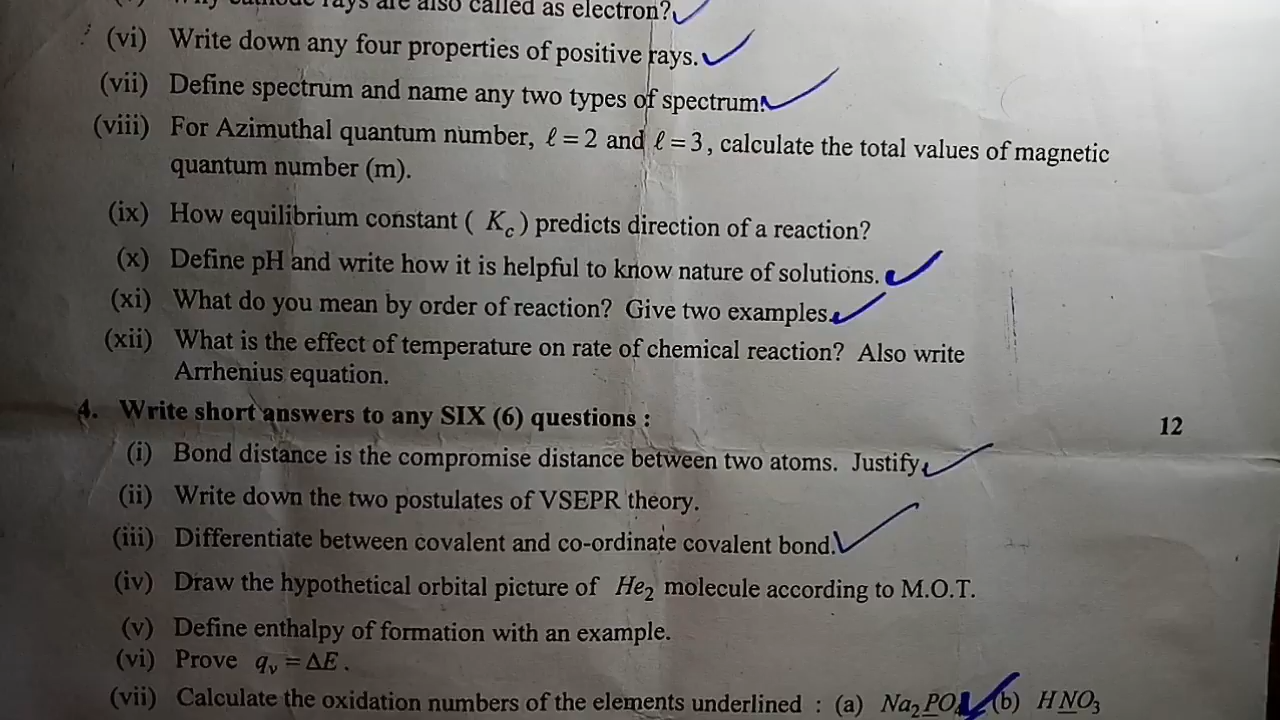 rays are also called as electron?
(vi) Write down any four properties of positive rays.
(vii) Define spectrum and name any two types of spectrum.
(viii) For Azimuthal quantum number, ℓ = 2 and ℓ = 3, calculate the total values of magnetic
quantum number (m).
(ix) How equilibrium constant ( K_c ) predicts direction of a reaction?
(x) Define pH and write how it is helpful to know nature of solutions.
(xi) What do you mean by order of reaction? Give two examples.
(xii) What is the effect of temperature on rate of chemical reaction? Also write
Arrhenius equation.
4. Write short answers to any SIX (6) questions : 12
(i) Bond distance is the compromise distance between two atoms. Justify.
(ii) Write down the two postulates of VSEPR theory.
(iii) Differentiate between covalent and co-ordinate covalent bond.
(iv) Draw the hypothetical orbital picture of He₂ molecule according to M.O.T.
(v) Define enthalpy of formation with an example.
(vi) Prove q_v = ΔE .
(vii) Calculate the oxidation numbers of the elements underlined : (a) Na₂PO (b) HNO₃